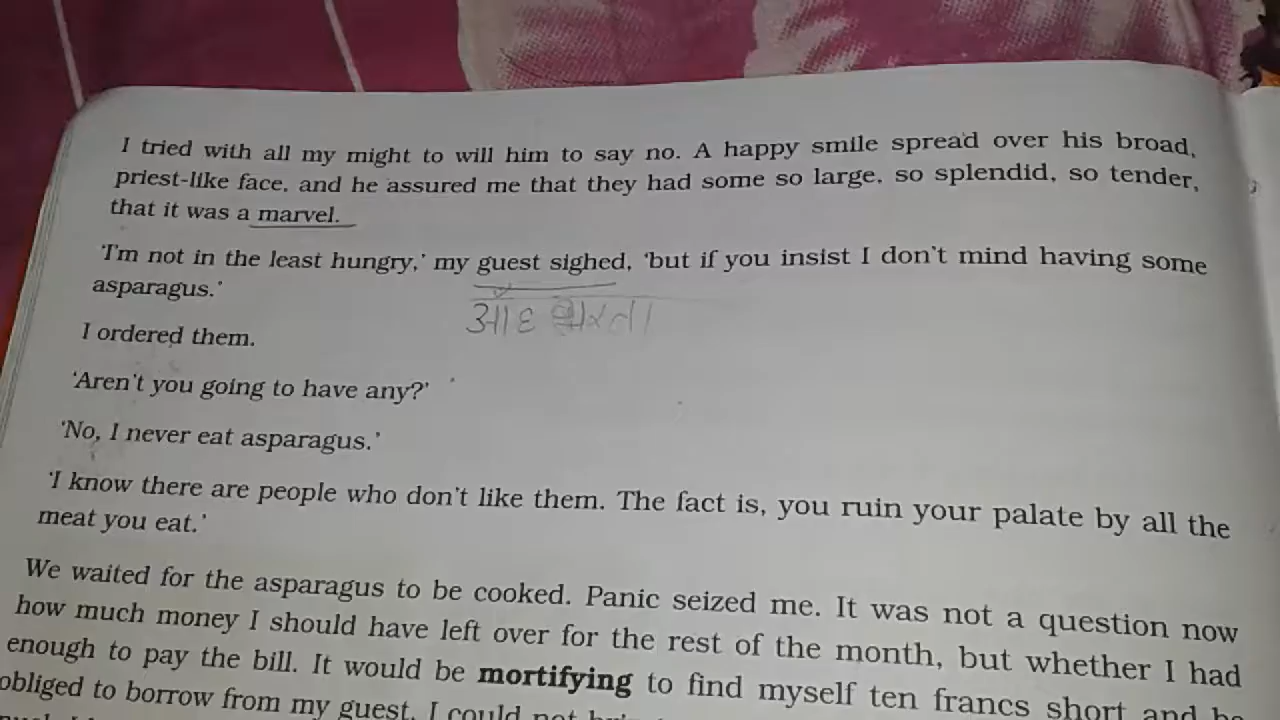 I tried with all my might to will him to say no. A happy smile spread over his broad,
priest-like face, and he assured me that they had some so large, so splendid, so tender,
that it was a marvel.
'I'm not in the least hungry,' my guest sighed, 'but if you insist I don't mind having some
asparagus.'
आह भरता
I ordered them.
'Aren't you going to have any?'
'No, I never eat asparagus.'
'I know there are people who don't like them. The fact is, you ruin your palate by all the
meat you eat.'
We waited for the asparagus to be cooked. Panic seized me. It was not a question now
how much money I should have left over for the rest of the month, but whether I had
enough to pay the bill. It would be mortifying to find myself ten francs short and be
obliged to borrow from my guest. I could not